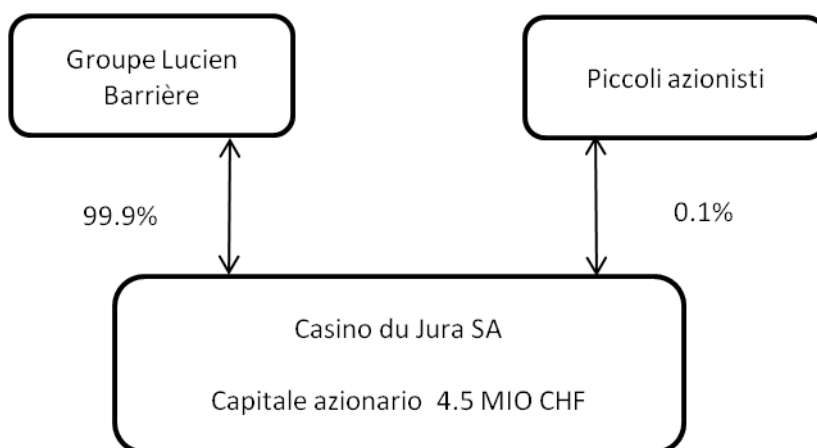 Groupe Lucien
Barrière
Piccoli azionisti
99.9%
0.1%
Casino du Jura SA
Capitale azionario 4.5 MIO CHF